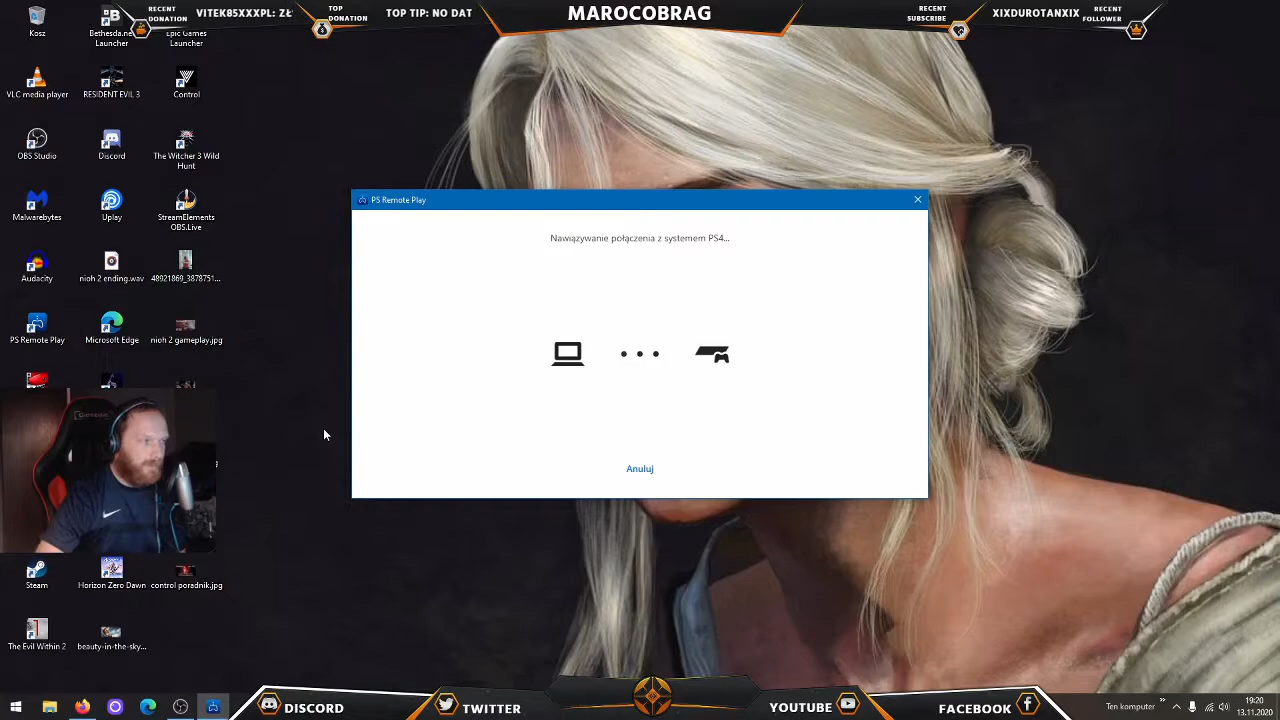 RECENT
DONATION
VITEK85XXXPL: ZŁ
TOP
DONATION
TOP TIP: NO DAT
MAROCOBRAG
RECENT
SUBSCRIBE
XIXDUROTANXIX
RECENT
FOLLOWER
Kosz
Bethesda.ne...
Launcher
Epic Games
Launcher
VLC media player
RESIDENT EVIL 3
Control
OBS Studio
Discord
The Witcher 3 Wild
Hunt
Malwarebytes
Uplay
StreamElements
OBS.Live
Audacity
nioh 2 ending.wav
48921869_3878751...
PS Remote Play
Microsoft Edge
nioh 2 gameplay.jpg
PS Remote Play
Nawiązywanie połączenia z systemem PS4...
Anuluj
Steam
Horizon Zero Dawn
control poradnik.jpg
The Evil Within 2
beauty-in-the-sky...
DISCORD
TWITTER
YOUTUBE
FACEBOOK
Ten komputer
19:20
13.11.2020